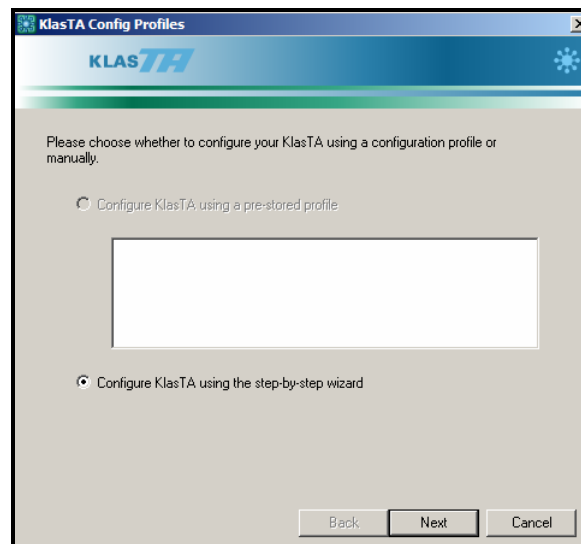 KlasTA Config Profiles
KLAS TA
Please choose whether to configure your KlasTA using a configuration profile or
manually.
Configure KlasTA using a pre-stored profile
Configure KlasTA using the step-by-step wizard
Back Next Cancel